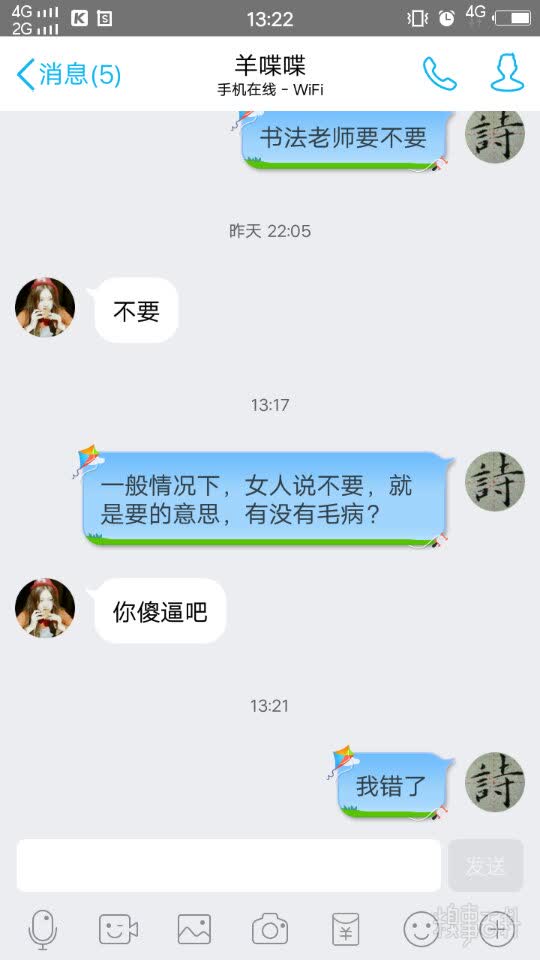 4G
2G
13:22
4G
消息(5)
羊喋喋
手机在线 - WiFi
书法老师要不要
詩
昨天 22:05
不要
13:17
一般情况下，女人说不要，就
是要的意思，有没有毛病？
詩
你傻逼吧
13:21
我错了
詩
发送